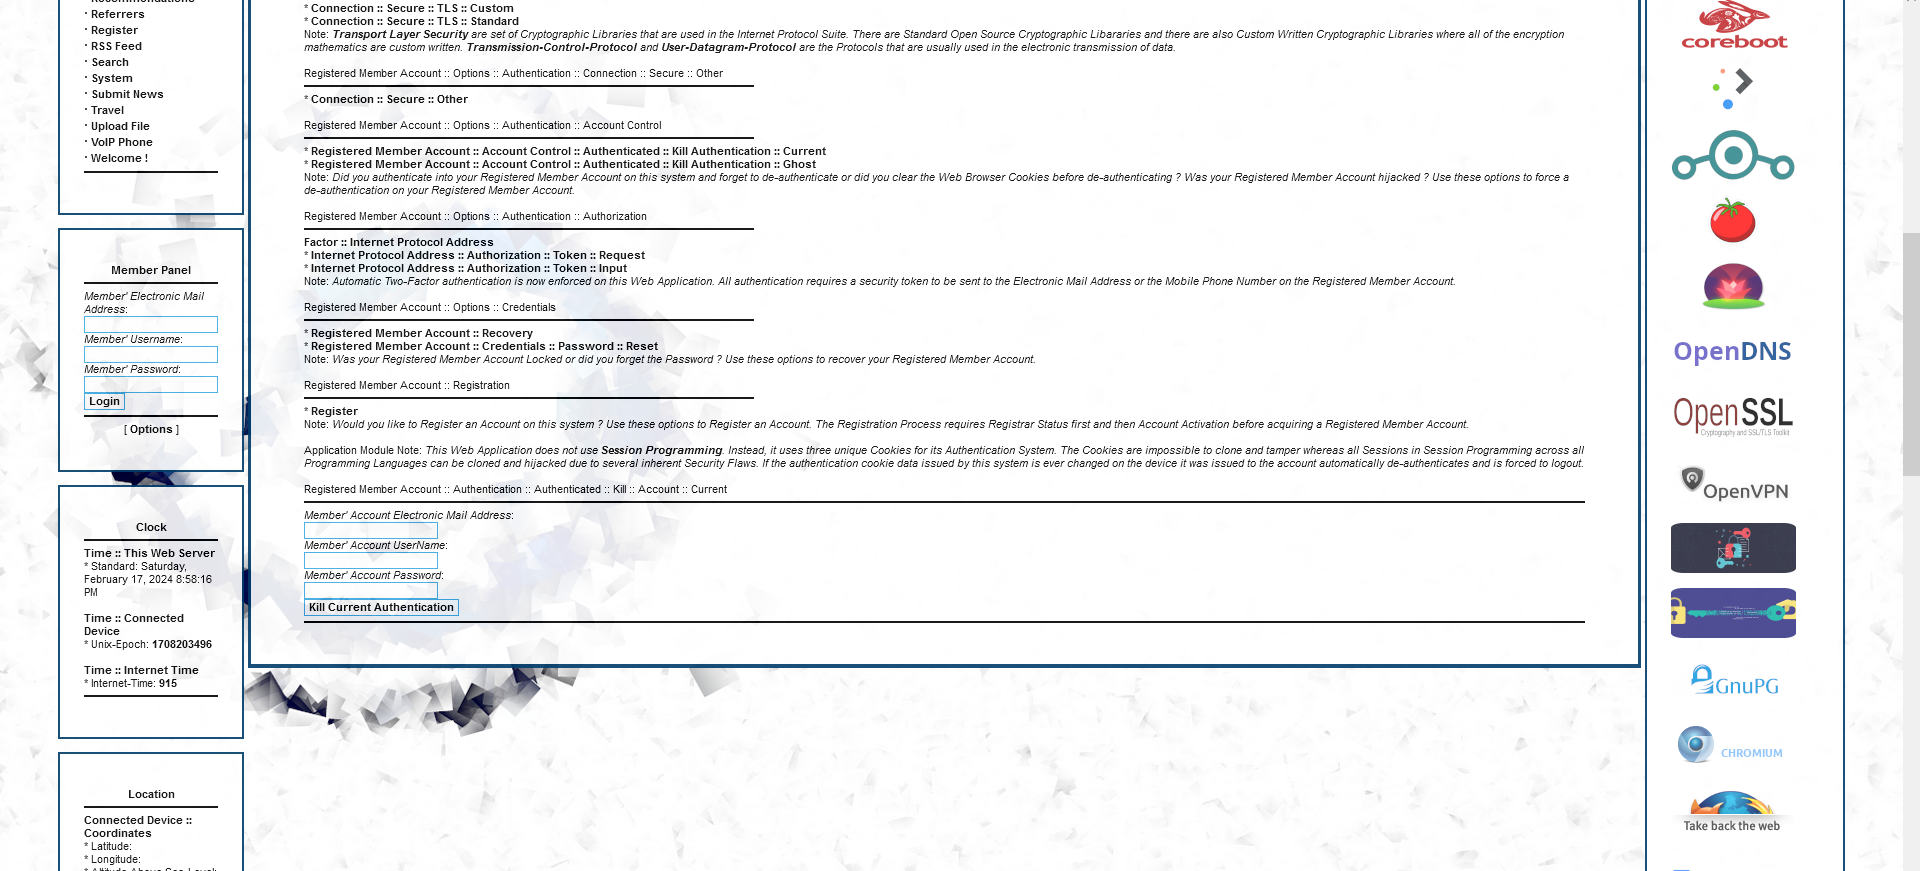 · Referrers
· Register
· RSS Feed
· Search
· System
· Submit News
· Travel
· Upload File
· VoIP Phone
· Welcome !
Member Panel
Member' Electronic Mail
Address:
Member' Username:
Member' Password:
Login
[ Options ]
Clock
Time :: This Web Server
* Standard: Saturday,
February 17, 2024 8:58:16
PM
Time :: Connected
Device
* Unix-Epoch: 1708203496
Time :: Internet Time
* Internet-Time: 915
Location
Connected Device ::
Coordinates
* Latitude:
* Longitude:
* Connection :: Secure :: TLS :: Custom
* Connection :: Secure :: TLS :: Standard
Note: Transport Layer Security are set of Cryptographic Libraries that are used in the Internet Protocol Suite. There are Standard Open Source Cryptographic Libararies and there are also Custom Written Cryptographic Libraries where all of the encryption
mathematics are custom written. Transmission-Control-Protocol and User-Datagram-Protocol are the Protocols that are usually used in the electronic transmission of data.
Registered Member Account :: Options :: Authentication :: Connection :: Secure :: Other
* Connection :: Secure :: Other
Registered Member Account :: Options :: Authentication :: Account Control
* Registered Member Account :: Account Control :: Authenticated :: Kill Authentication :: Current
* Registered Member Account :: Account Control :: Authenticated :: Kill Authentication :: Ghost
Note: Did you authenticate into your Registered Member Account on this system and forget to de-authenticate or did you clear the Web Browser Cookies before de-authenticating ? Was your Registered Member Account hijacked ? Use these options to force a
de-authentication on your Registered Member Account.
Registered Member Account :: Options :: Authentication :: Authorization
Factor :: Internet Protocol Address
* Internet Protocol Address :: Authorization :: Token :: Request
* Internet Protocol Address :: Authorization :: Token :: Input
Note: Automatic Two-Factor authentication is now enforced on this Web Application. All authentication requires a security token to be sent to the Electronic Mail Address or the Mobile Phone Number on the Registered Member Account.
Registered Member Account :: Options :: Credentials
* Registered Member Account :: Recovery
* Registered Member Account :: Credentials :: Password :: Reset
Note: Was your Registered Member Account Locked or did you forget the Password ? Use these options to recover your Registered Member Account.
Registered Member Account :: Registration
* Register
Note: Would you like to Register an Account on this system ? Use these options to Register an Account. The Registration Process requires Registrar Status first and then Account Activation before acquiring a Registered Member Account.
Application Module Note: This Web Application does not use Session Programming. Instead, it uses three unique Cookies for its Authentication System. The Cookies are impossible to clone and tamper whereas all Sessions in Session Programming across all
Programming Languages can be cloned and hijacked due to several inherent Security Flaws. If the authentication cookie data issued by this system is ever changed on the device it was issued to the account automatically de-authenticates and is forced to logout.
Registered Member Account :: Authentication :: Authenticated :: Kill :: Account :: Current
Member' Account Electronic Mail Address:
Member' Account UserName:
Member' Account Password:
Kill Current Authentication
coreboot
OpenDNS
OpenSSL
Cryptography and SSL/TLS Toolkit
OpenVPN
GnuPG
CHROMIUM
Take back the web